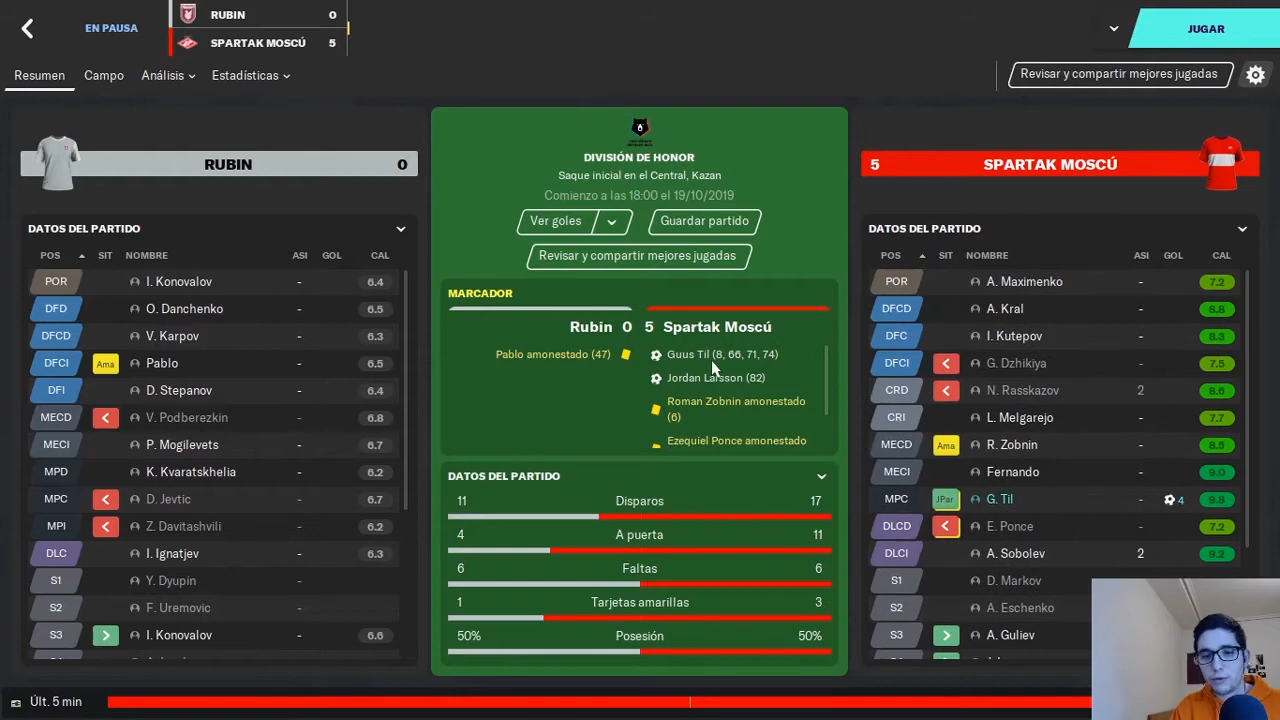 EN PAUSA
RUBIN 0
SPARTAK MOSCÚ 5
JUGAR
Resumen Campo Análisis Estadísticas
Revisar y compartir mejores jugadas
RUBIN 0
DATOS DEL PARTIDO
POS SIT NOMBRE ASI GOL CAL
POR I. Konovalov - - 6.4
DFD O. Danchenko - - 6.5
DFCD V. Karpov - - 6.3
DFCI Ama Pablo - - 6.5
DFI D. Stepanov - - 6.4
MECD V. Podberezkin - - 6.8
MECI P. Mogilevets - - 6.7
MPD K. Kvaratskhelia - - 6.2
MPC D. Jevtic - - 6.7
MPI Z. Davitashvili - - 6.2
DLC I. Ignatjev - - 6.3
S1 Y. Dyupin - -
S2 F. Uremovic - -
S3 I. Konovalov - - 6.6
DIVISIÓN DE HONOR
Saque inicial en el Central, Kazan
Comienzo a las 18:00 el 19/10/2019
Ver goles
Guardar partido
Revisar y compartir mejores jugadas
MARCADOR
Rubin 0 5 Spartak Moscú
Pablo amonestado (47)
Guus Til (8, 66, 71, 74)
Jordan Larsson (82)
Roman Zobnin amonestado
(6)
Ezequiel Ponce amonestado
DATOS DEL PARTIDO
11 Disparos 17
4 A puerta 11
6 Faltas 6
1 Tarjetas amarillas 3
50% Posesión 50%
5 SPARTAK MOSCÚ
DATOS DEL PARTIDO
POS SIT NOMBRE ASI GOL CAL
POR A. Maximenko - 7.2
DFCD A. Kral - 8.8
DFC I. Kutepov - 8.3
DFCI G. Dzhikiya - 7.5
CRD N. Rasskazov 2 8.6
CRI L. Melgarejo - 7.7
MECD Ama R. Zobnin - 8.5
MECI Fernando - 9.0
MPC JPar G. Til - 4 9.8
DLCD E. Ponce - 7.2
DLCI A. Sobolev 2 9.2
S1 D. Markov
S2 A. Eschenko
S3 A. Guliev
Últ. 5 min